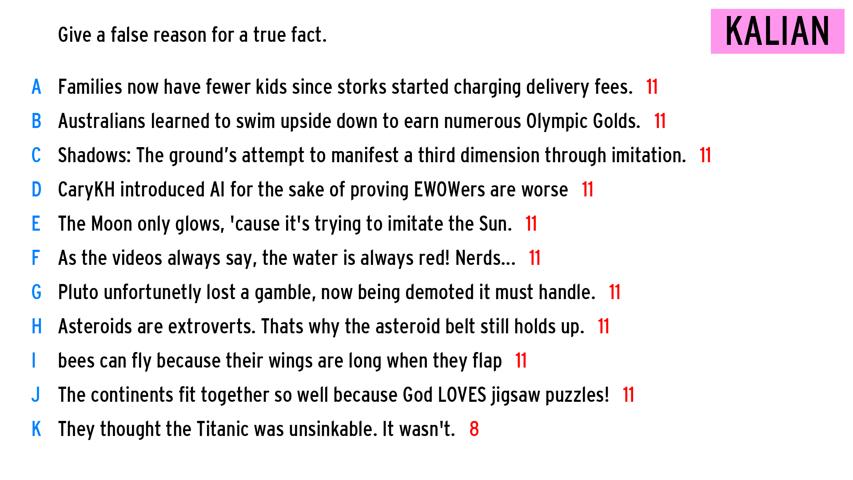 Give a false reason for a true fact.
KALIAN
A Families now have fewer kids since storks started charging delivery fees. 11
B Australians learned to swim upside down to earn numerous Olympic Golds. 11
C Shadows: The ground's attempt to manifest a third dimension through imitation. 11
D CaryKH introduced AI for the sake of proving EWOWers are worse 11
E The Moon only glows, 'cause it's trying to imitate the Sun. 11
F As the videos always say, the water is always red! Nerds... 11
G Pluto unfortunetly lost a gamble, now being demoted it must handle. 11
H Asteroids are extroverts. Thats why the asteroid belt still holds up. 11
I bees can fly because their wings are long when they flap 11
J The continents fit together so well because God LOVES jigsaw puzzles! 11
K They thought the Titanic was unsinkable. It wasn't. 8